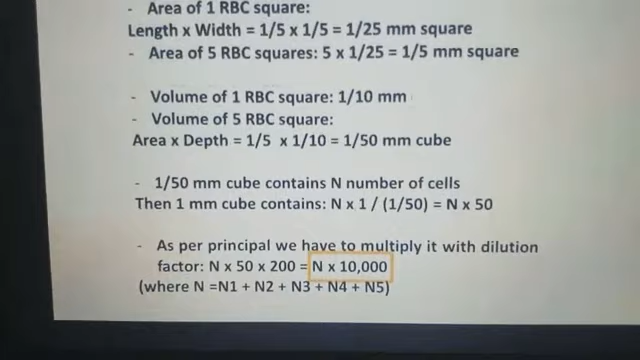 - Area of 1 RBC square:
Length x Width = 1/5 x 1/5 = 1/25 mm square
- Area of 5 RBC squares: 5 x 1/25 = 1/5 mm square
- Volume of 1 RBC square: 1/10 mm
- Volume of 5 RBC square:
Area x Depth = 1/5 x 1/10 = 1/50 mm cube
- 1/50 mm cube contains N number of cells
Then 1 mm cube contains: N x 1 / (1/50) = N x 50
- As per principal we have to multiply it with dilution
factor: N x 50 x 200 = N x 10,000
(where N =N1 + N2 + N3 + N4 + N5)